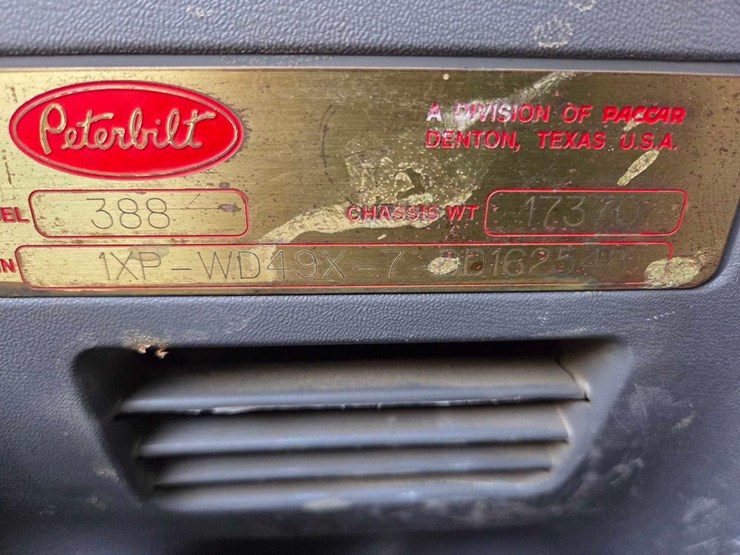 Peterbilt
A DIVISION OF PACCAR
DENTON, TEXAS U.S.A.
EL 388 CHASSIS WT
N 1XP-WD49X-7